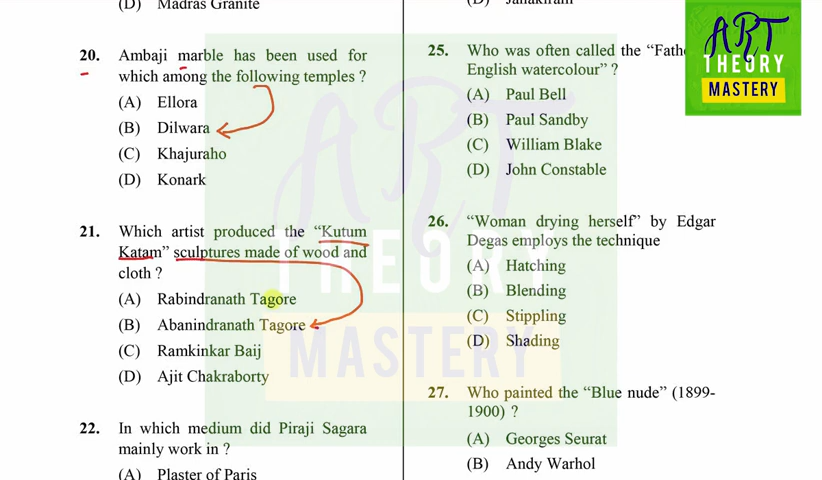 (D) Madras Granite
20. Ambaji marble has been used for
which among the following temples ?
(A) Ellora
(B) Dilwara
(C) Khajuraho
(D) Konark
21. Which artist produced the “Kutum
Katam” sculptures made of wood and
cloth ?
(A) Rabindranath Tagore
(B) Abanindranath Tagore
(C) Ramkinkar Baij
(D) Ajit Chakraborty
22. In which medium did Piraji Sagara
mainly work in ?
(A) Plaster of Paris
(D) Janakiram
25. Who was often called the “Fathe
English watercolour” ?
(A) Paul Bell
(B) Paul Sandby
(C) William Blake
(D) John Constable
26. “Woman drying herself” by Edgar
Degas employs the technique
(A) Hatching
(B) Blending
(C) Stippling
(D) Shading
27. Who painted the “Blue nude” (1899-
1900) ?
(A) Georges Seurat
(B) Andy Warhol
ART
THEORY
MASTERY
ART
THEORY
MASTERY